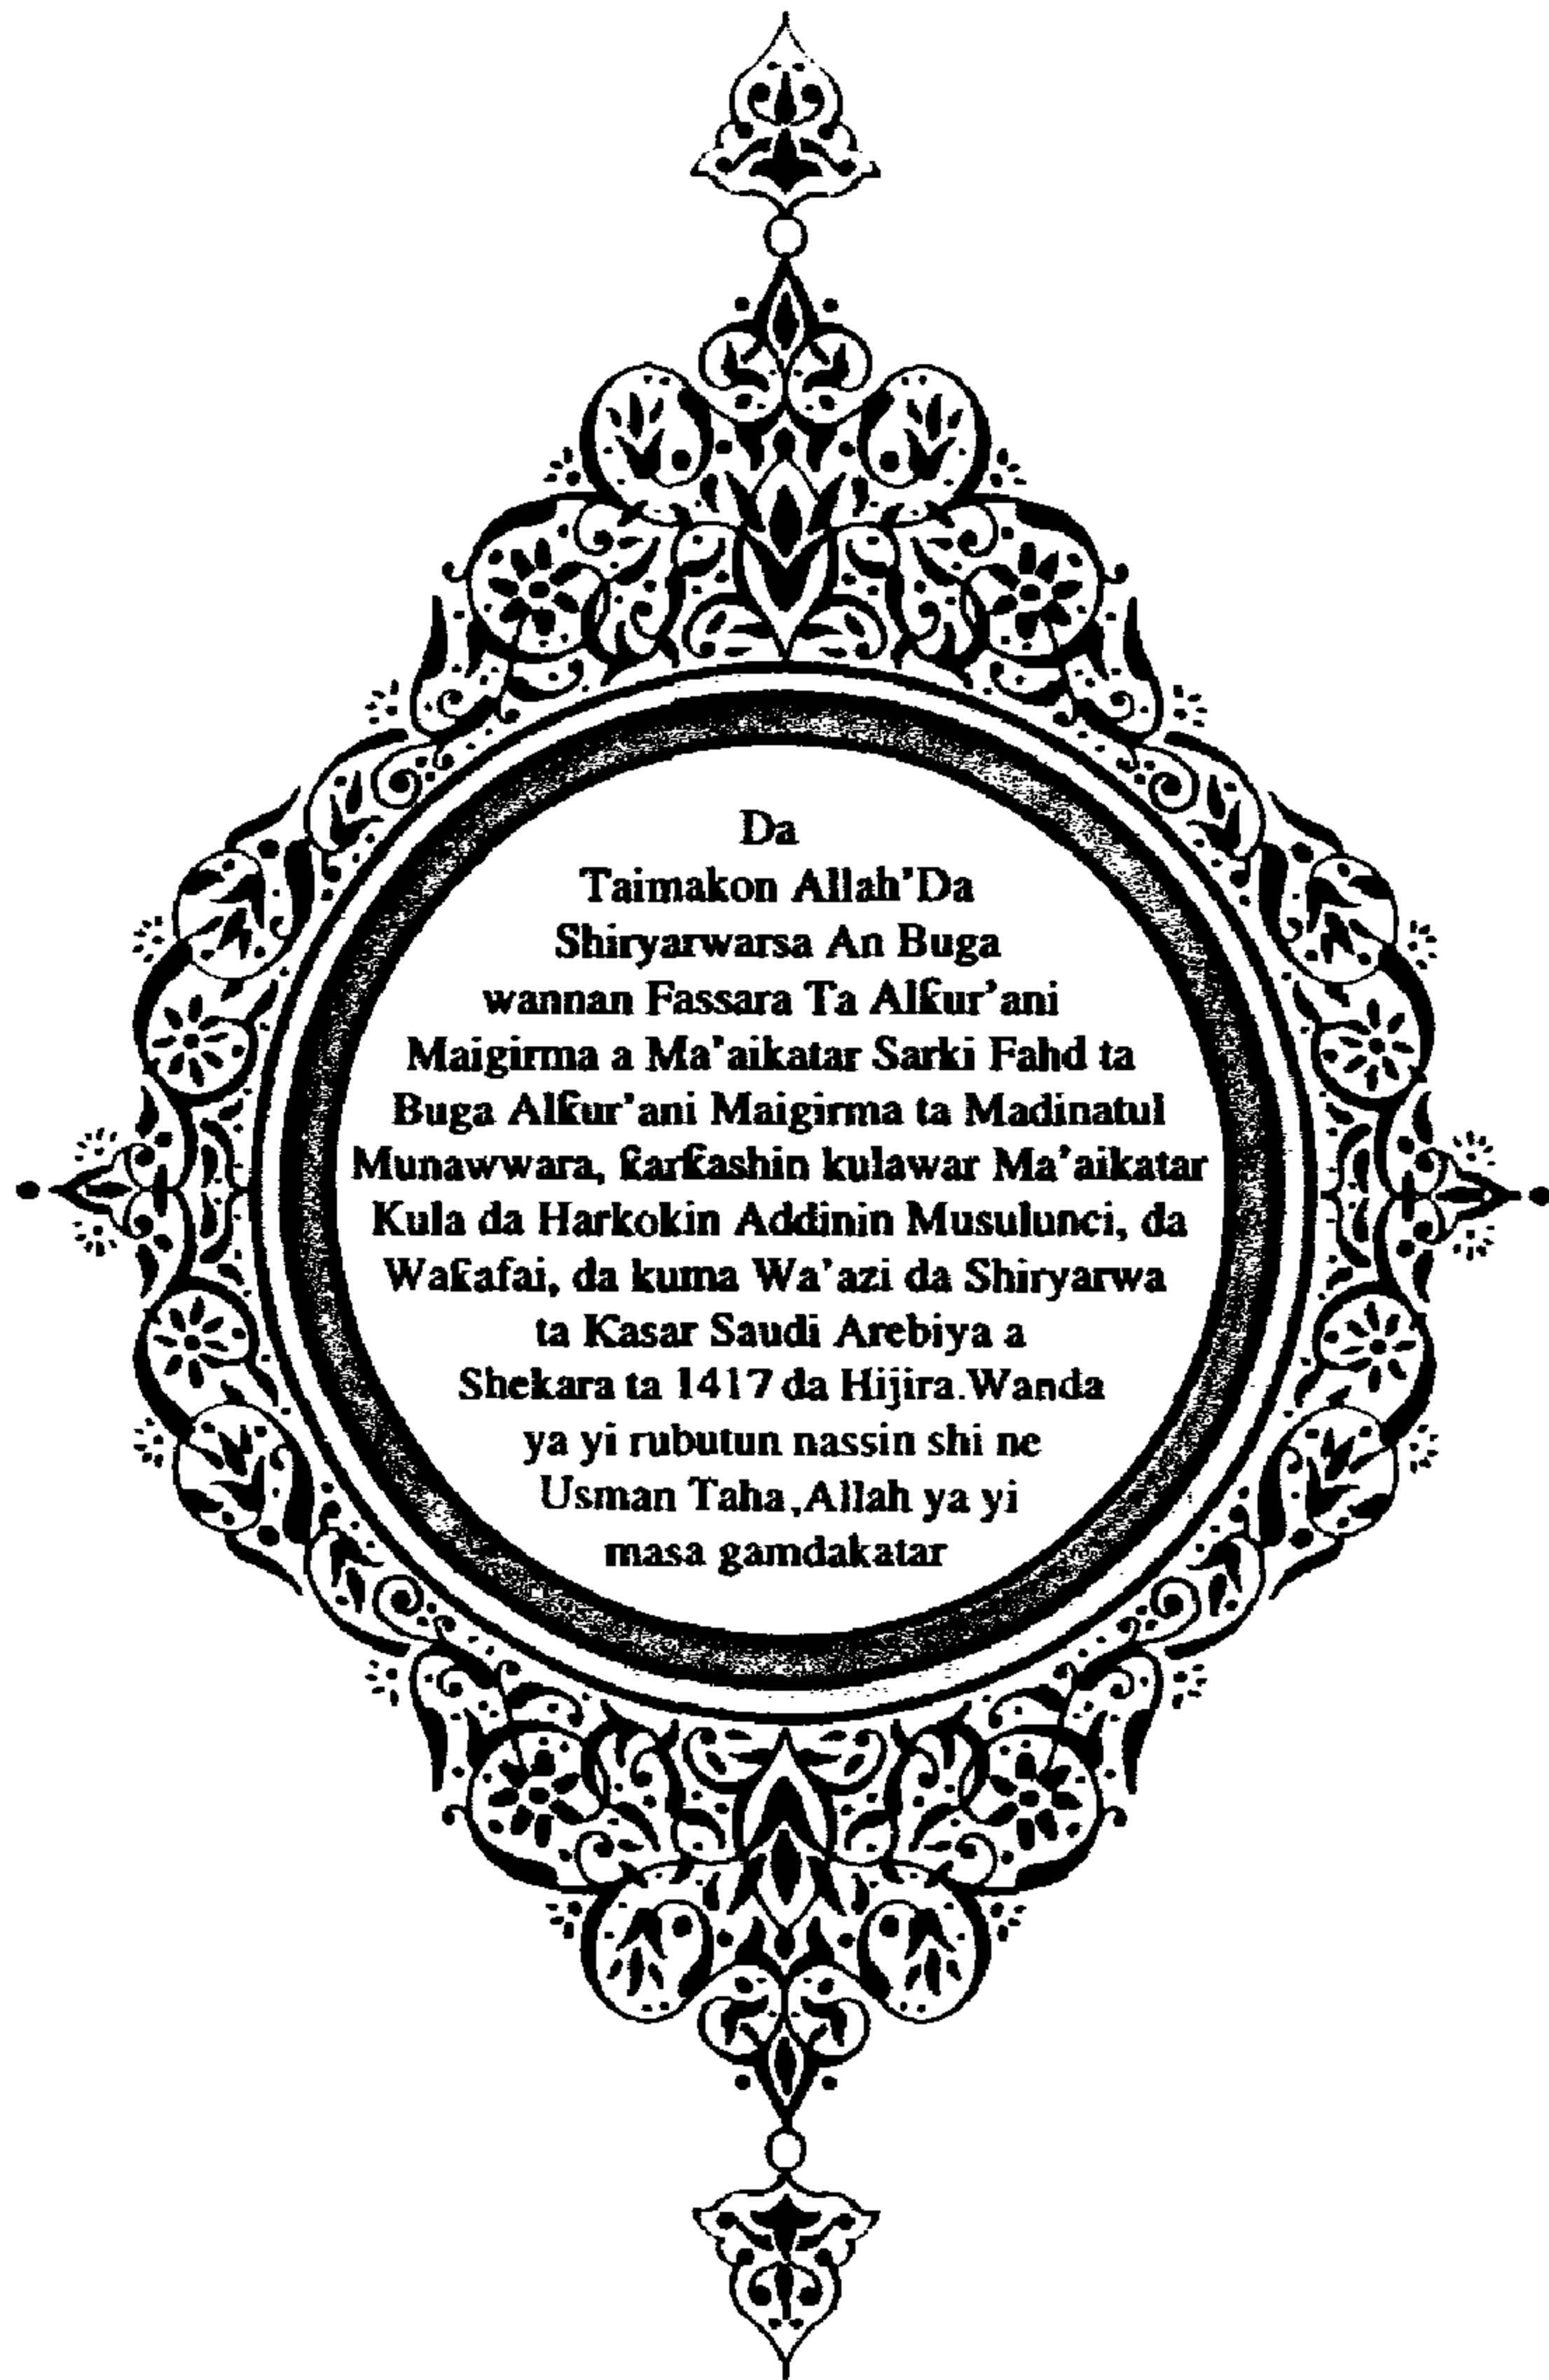 Da
Taimakon Allah'Da
Shiryarwarsa An Buga
wannan Fassara Ta Alƙur'ani
Maigirma a Ma'aikatar Sarki Fahd ta
Buga Alƙur'ani Maigirma ta Madinatul
Munawwara, ƙarƙashin kulawar Ma'aikatar
Kula da Harkokin Addinin Musulunci, da
Waƙafai, da kuma Wa'azi da Shiryarwa
ta Kasar Saudi Arebiya a
Shekara ta 1417 da Hijira.Wanda
ya yi rubutun nassin shi ne
Usman Taha,Allah ya yi
masa gamdakatar